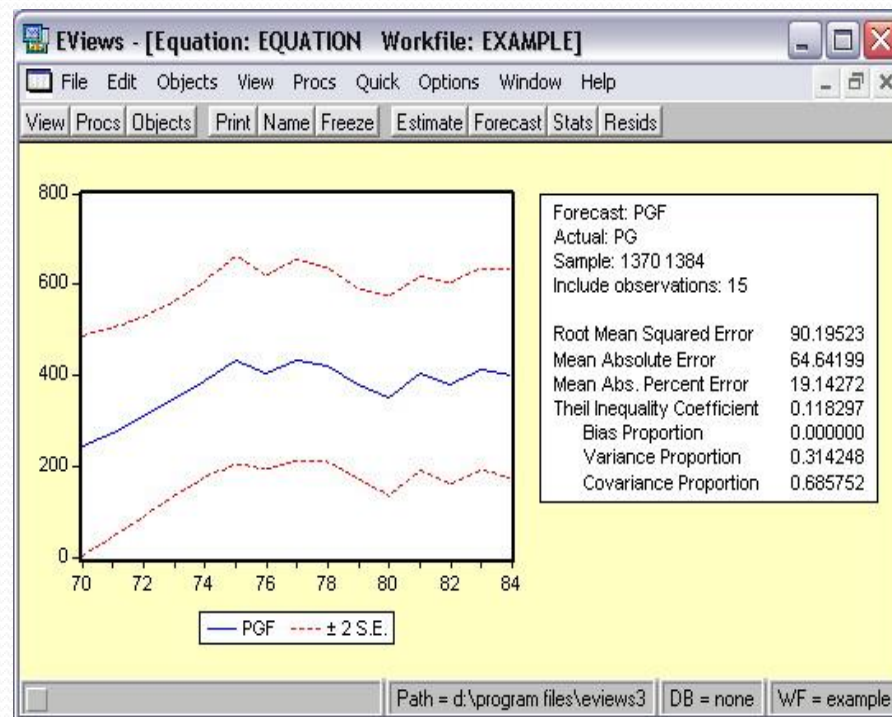 EViews - [Equation: EQUATION Workfile: EXAMPLE]
File Edit Objects View Procs Quick Options Window Help
View Procs Objects Print Name Freeze Estimate Forecast Stats Resids
800
600
400
200
0
70 72 74 76 78 80 82 84
PGF ± 2 S.E.
Forecast: PGF
Actual: PG
Sample: 1370 1384
Include observations: 15
Root Mean Squared Error 90.19523
Mean Absolute Error 64.64199
Mean Abs. Percent Error 19.14272
Theil Inequality Coefficient 0.118297
Bias Proportion 0.000000
Variance Proportion 0.314248
Covariance Proportion 0.685752
Path = d:\program files\eviews3 DB = none WF = example